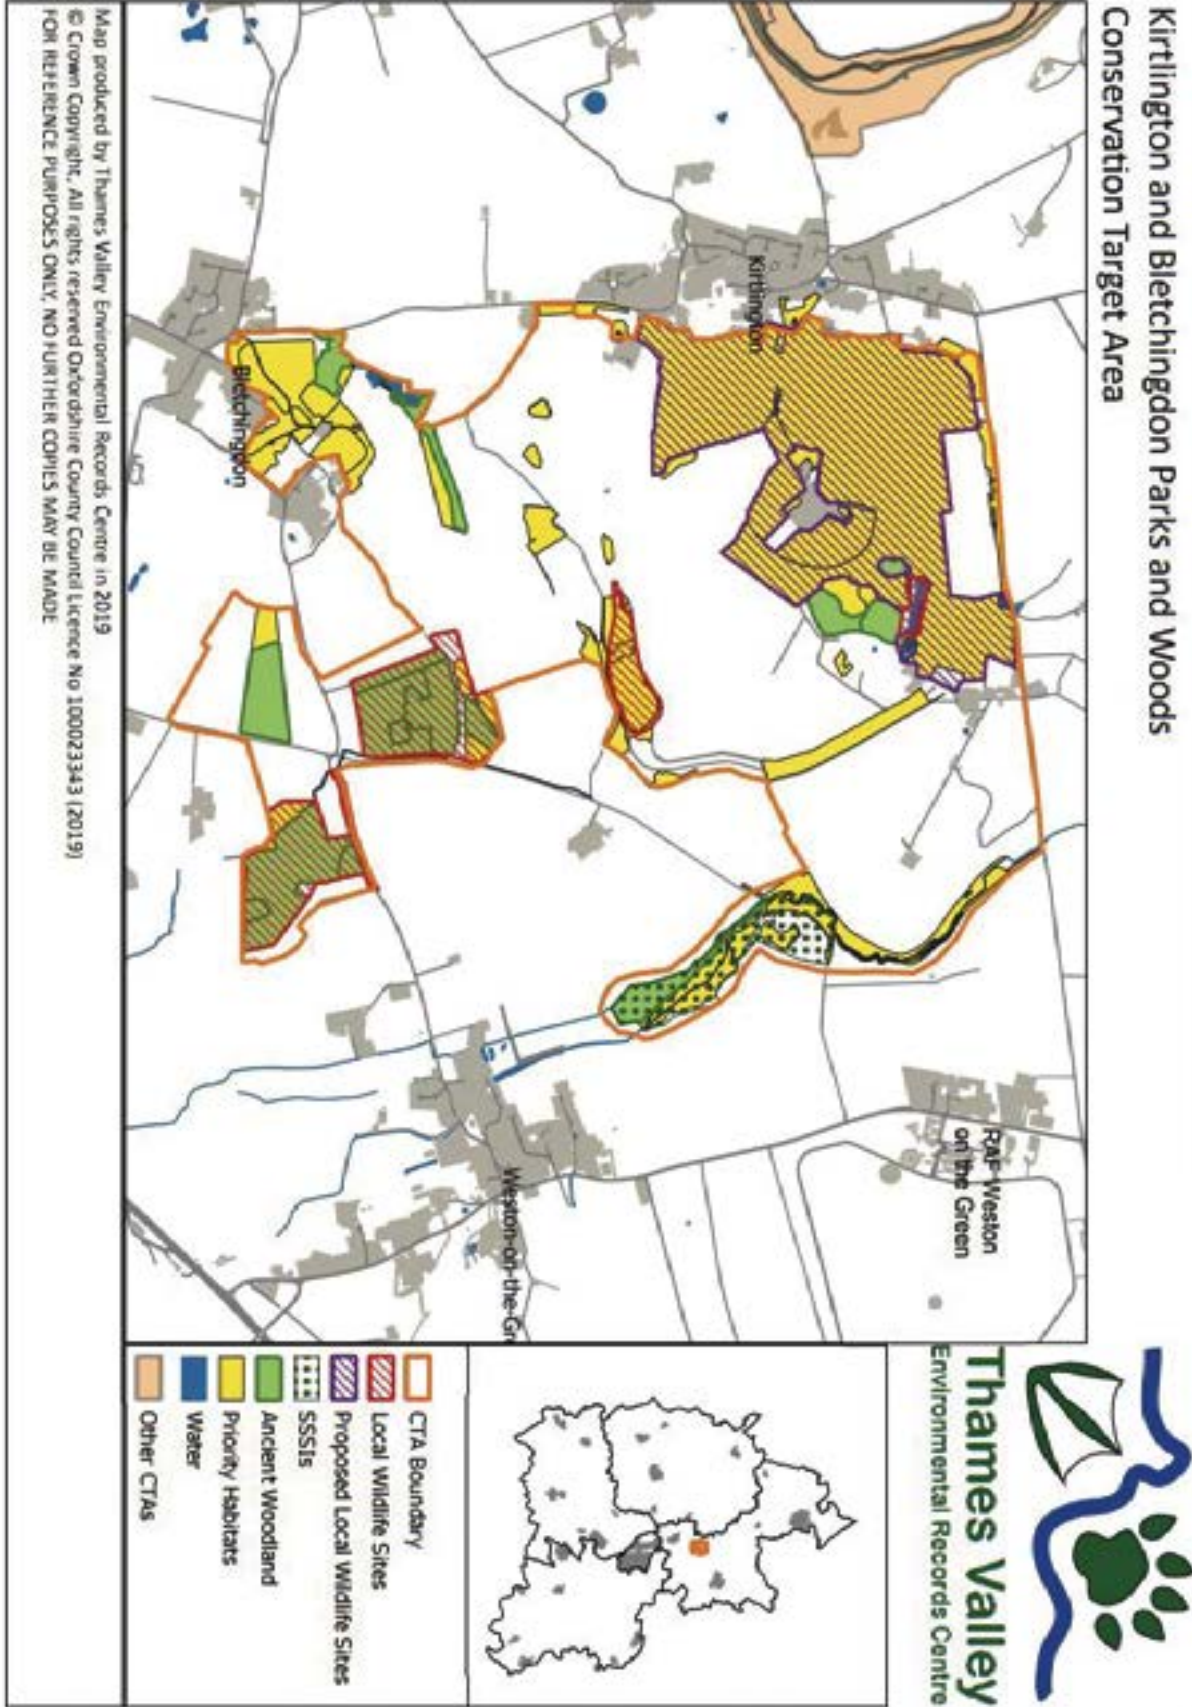 Kirtlington and Bletchingdon Parks and Woods
Conservation Target Area
Thames Valley
Environmental Records Centre
RAF Weston
on the Green
Kirtlington
Weston-on-the-Gr
Bletchingdon
CTA Boundary
Local Wildlife Sites
Proposed Local Wildlife Sites
SSSIs
Ancient Woodland
Priority Habitats
Water
Other CTAs
Map produced by Thames Valley Environmental Records Centre in 2019
© Crown Copyright. All rights reserved Oxfordshire County Council Licence No 100023343 (2019)
FOR REFERENCE PURPOSES ONLY, NO FURTHER COPIES MAY BE MADE